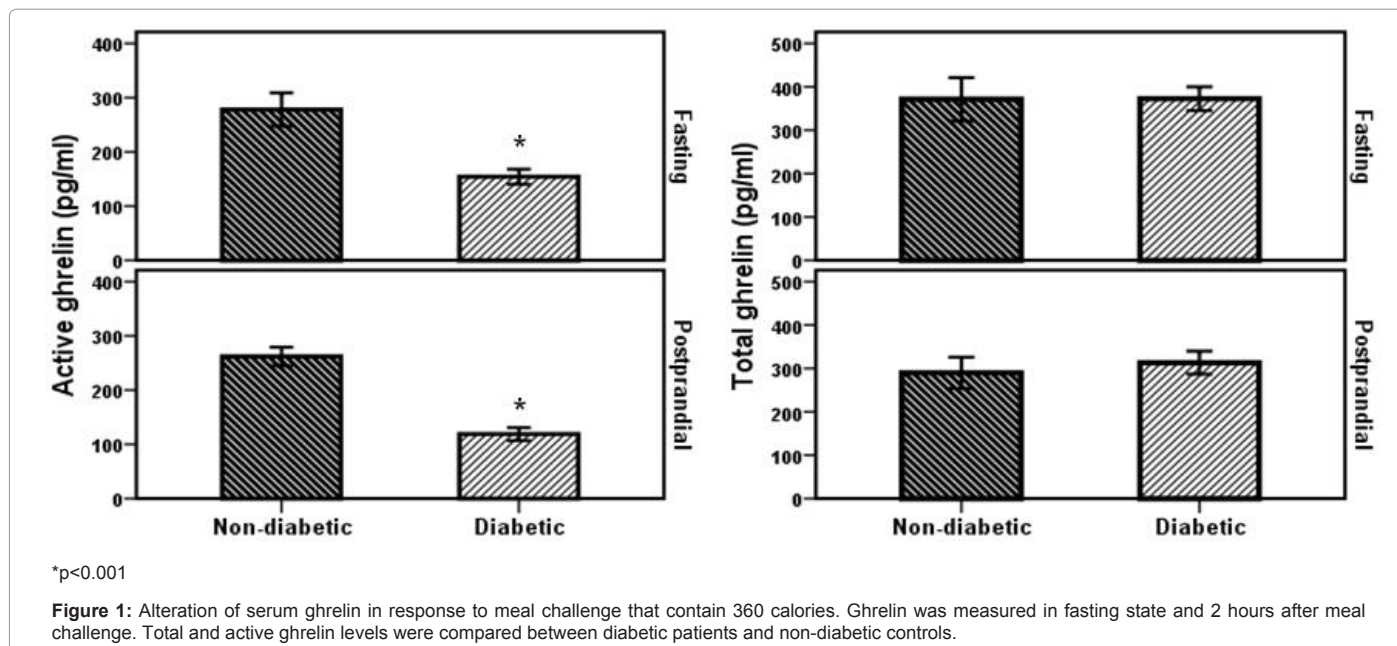 Active ghrelin (pg/ml)
400
300
200
100
0
*
Fasting
400
300
200
100
0
*
Postprandial
Non-diabetic
Diabetic
Total ghrelin (pg/ml)
500
400
300
200
100
0
Fasting
500
400
300
200
100
0
Postprandial
Non-diabetic
Diabetic
*p<0.001
Figure 1: Alteration of serum ghrelin in response to meal challenge that contain 360 calories. Ghrelin was measured in fasting state and 2 hours after meal
challenge. Total and active ghrelin levels were compared between diabetic patients and non-diabetic controls.